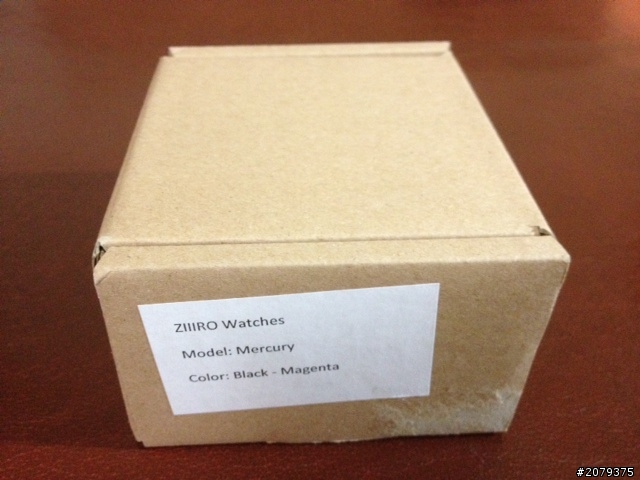 ZIIIRO Watches
Model: Mercury
Color: Black - Magenta
#2079375